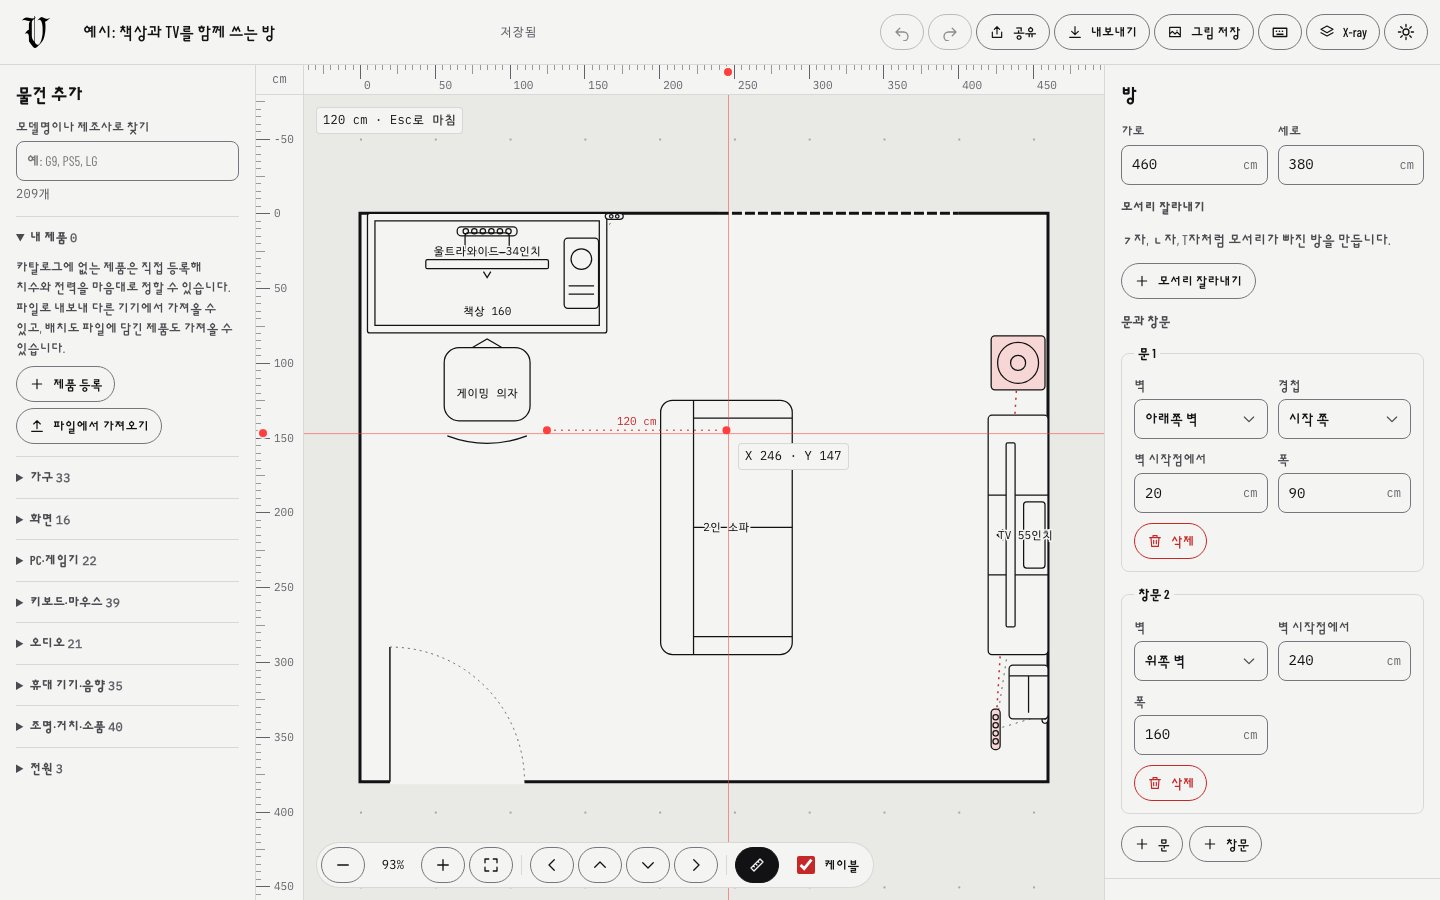 U
예시: 책상과 TV를 함께 쓰는 방
저장됨
공유
내보내기
그림 저장
X-ray
물건 추가
모델명이나 제조사로 찾기
예: G9, PS5, LG
209개
내 제품 0
카탈로그에 없는 제품은 직접 등록해
치수와 전력을 마음대로 정할 수 있습니다.
파일로 내보내 다른 기기에서 가져올 수
있고, 배치도 파일에 담긴 제품도 가져올 수
있습니다.
제품 등록
파일에서 가져오기
가구 33
화면 16
PC·게임기 22
키보드·마우스 39
오디오 21
휴대 기기·음향 35
조명·거치·소품 40
전원 3
cm
0 50 100 150 200 250 300 350 400 450
-50
0
50
100
150
200
250
300
350
400
450
120 cm · Esc로 마침
울트라와이드 34인치
책상 160
게이밍 의자
120 cm
X 246 · Y 147
2인 소파
TV 55인치
93%
케이블
방
가로
세로
460 cm
380 cm
모서리 잘라내기
ㄱ자, ㄴ자, T자처럼 모서리가 빠진 방을 만듭니다.
모서리 잘라내기
문과 창문
문 1
벽
경첩
아래쪽 벽
시작 쪽
벽 시작점에서
폭
20 cm
90 cm
삭제
창문 2
벽
벽 시작점에서
위쪽 벽
240 cm
폭
160 cm
삭제
문
창문